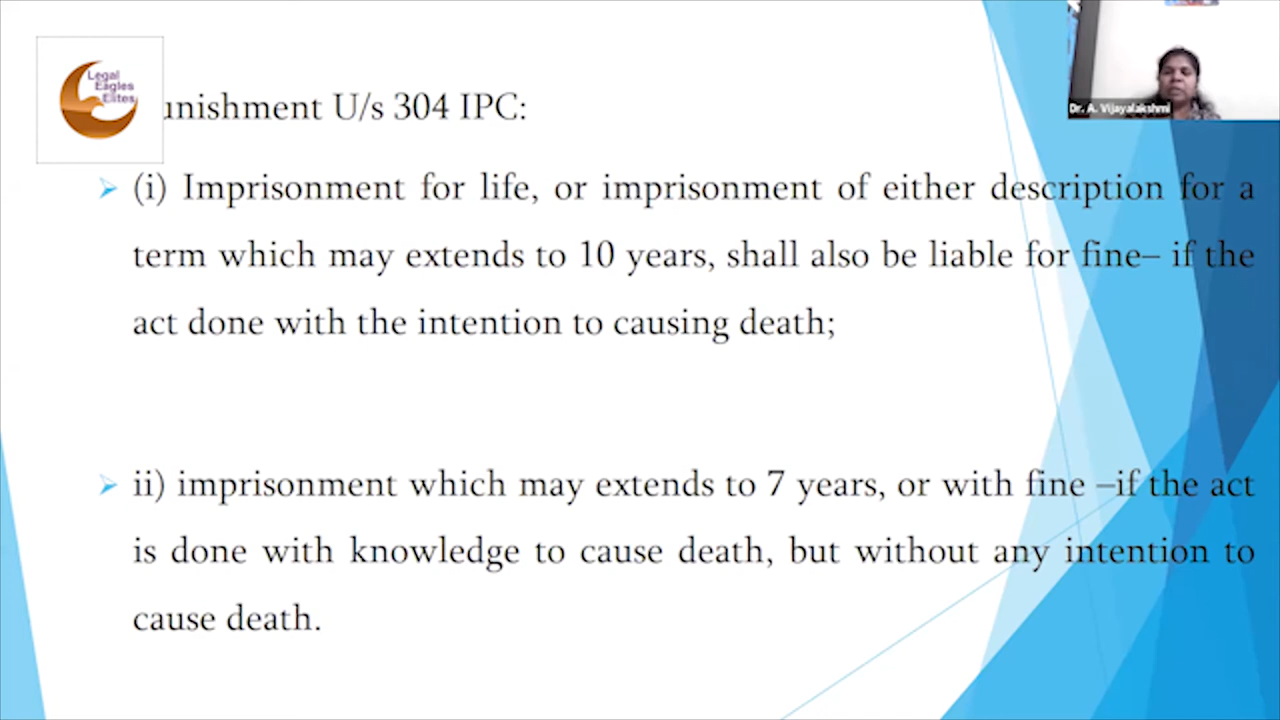 Legal
Eagles
Elites
unishment U/s 304 IPC:
Dr. A. Vijayalakshmi
(i) Imprisonment for life, or imprisonment of either description for a
term which may extends to 10 years, shall also be liable for fine– if the
act done with the intention to causing death;
ii) imprisonment which may extends to 7 years, or with fine –if the act
is done with knowledge to cause death, but without any intention to
cause death.